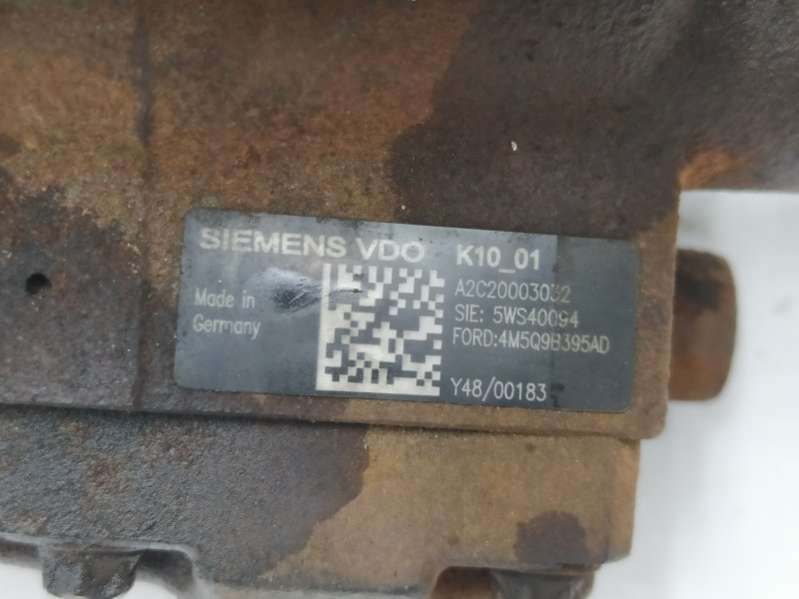 SIEMENS VDO K10_01
Made in
Germany
A2C20003032
SIE: 5WS40094
FORD:4M5Q9B395AD
Y48/00183